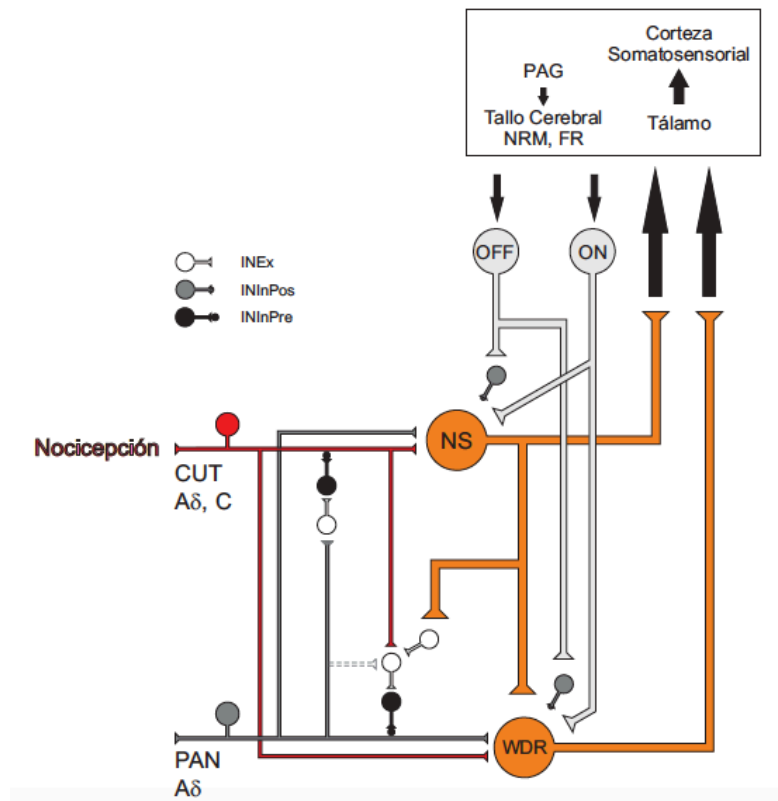 Corteza
Somatosensorial
PAG
Tallo Cerebral
NRM, FR
Tálamo
OFF
ON
INEx
INInPos
INInPre
Nocicepción
CUT
Aδ, C
NS
PAN
Aδ
WDR